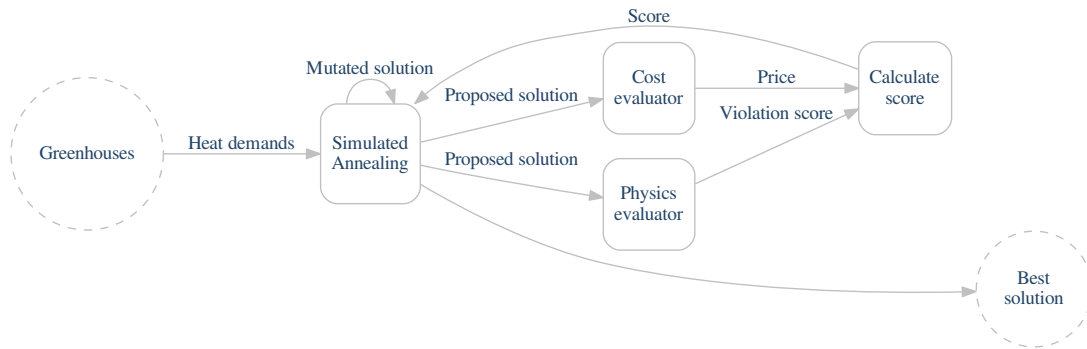 Score
Mutated solution
Cost
evaluator
Proposed solution
Price
Calculate
score
Violation score
Greenhouses
Heat demands
Simulated
Annealing
Proposed solution
Physics
evaluator
Best
solution